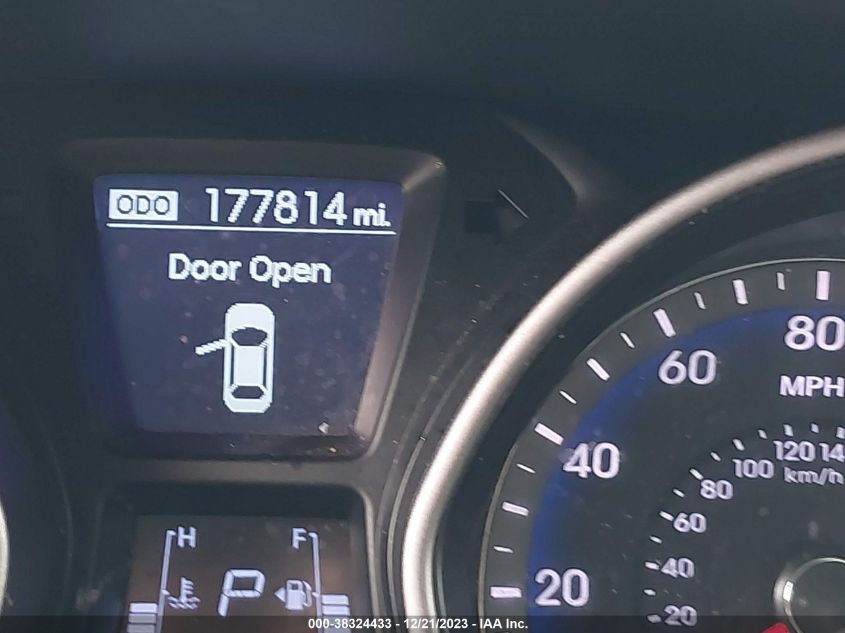 ODO 177814 mi.
Door Open
H F
P
80
60
MPH
40
120 14
100 km/h
80
60
20
40
20
000-38324433 - 12/21/2023 - IAA Inc.